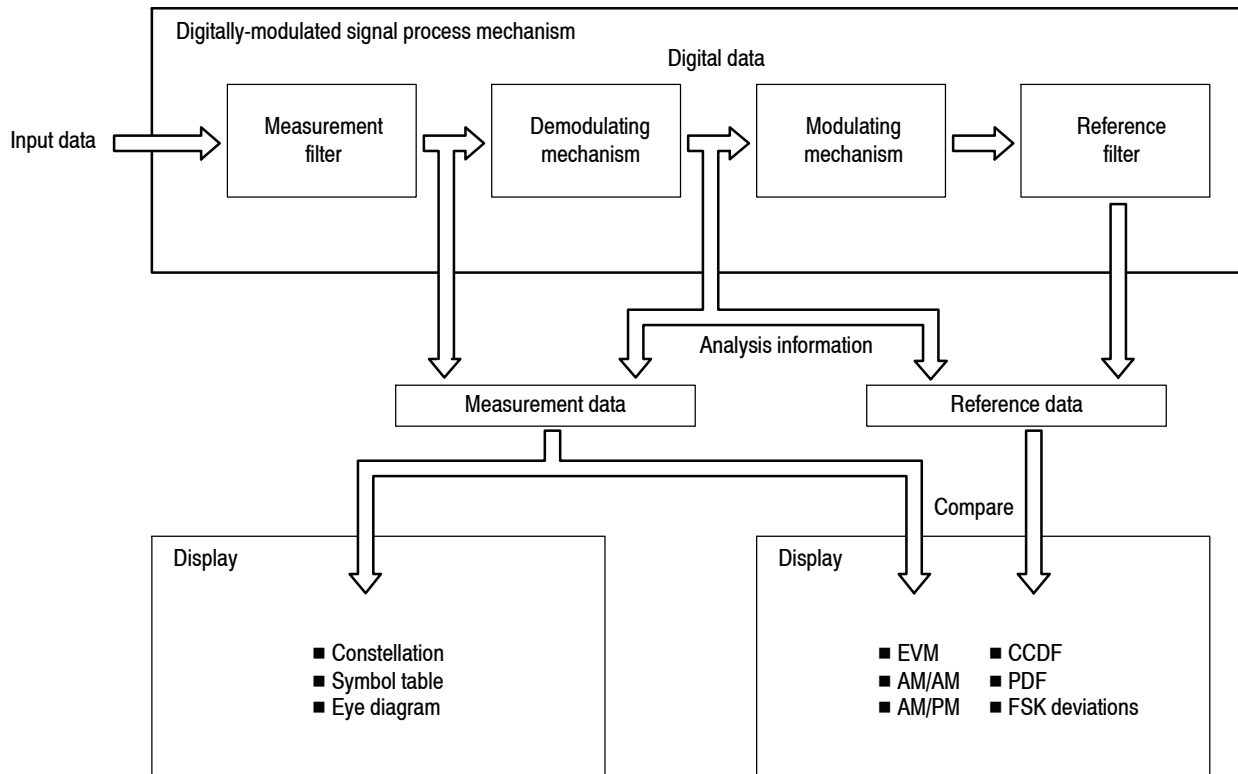 Digitally-modulated signal process mechanism
Digital data
Input data
Measurement
filter
Demodulating
mechanism
Modulating
mechanism
Reference
filter
Analysis information
Measurement data
Reference data
Compare
Display
■ Constellation
■ Symbol table
■ Eye diagram
Display
■ EVM
■ AM/AM
■ AM/PM
■ CCDF
■ PDF
■ FSK deviations